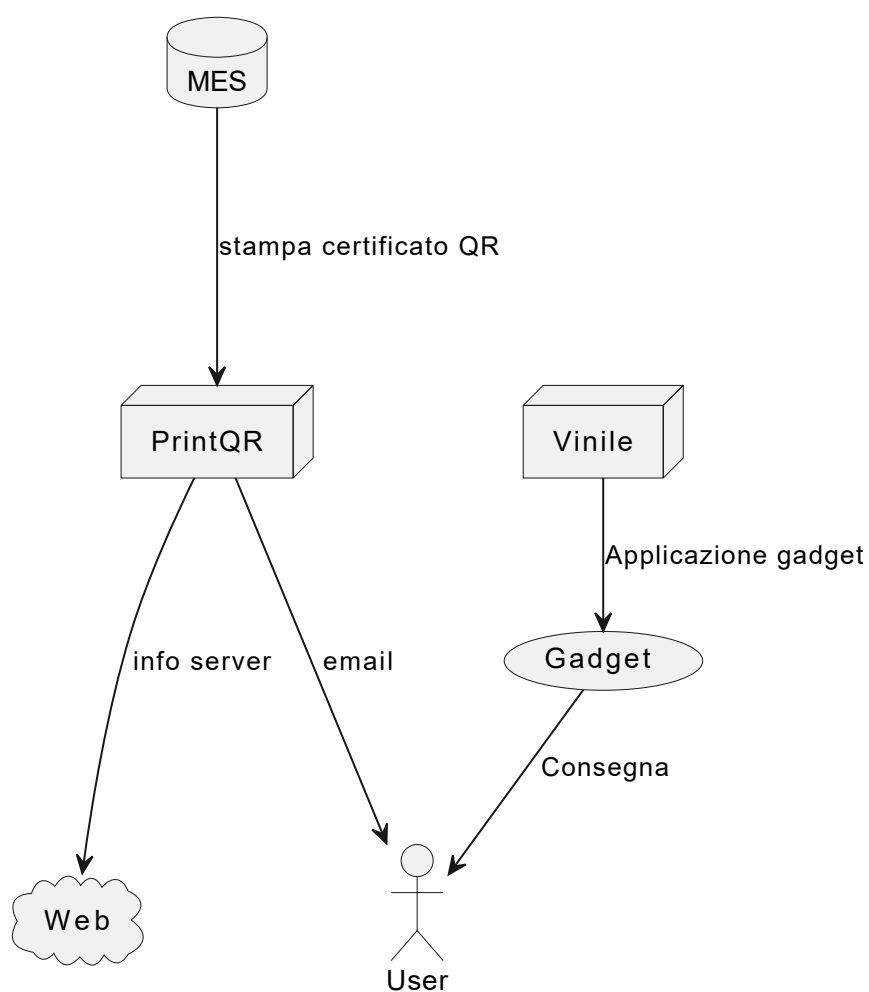 MES
stampa certificato QR
PrintQR
Vinile
Applicazione gadget
info server
email
Gadget
Consegna
Web
User